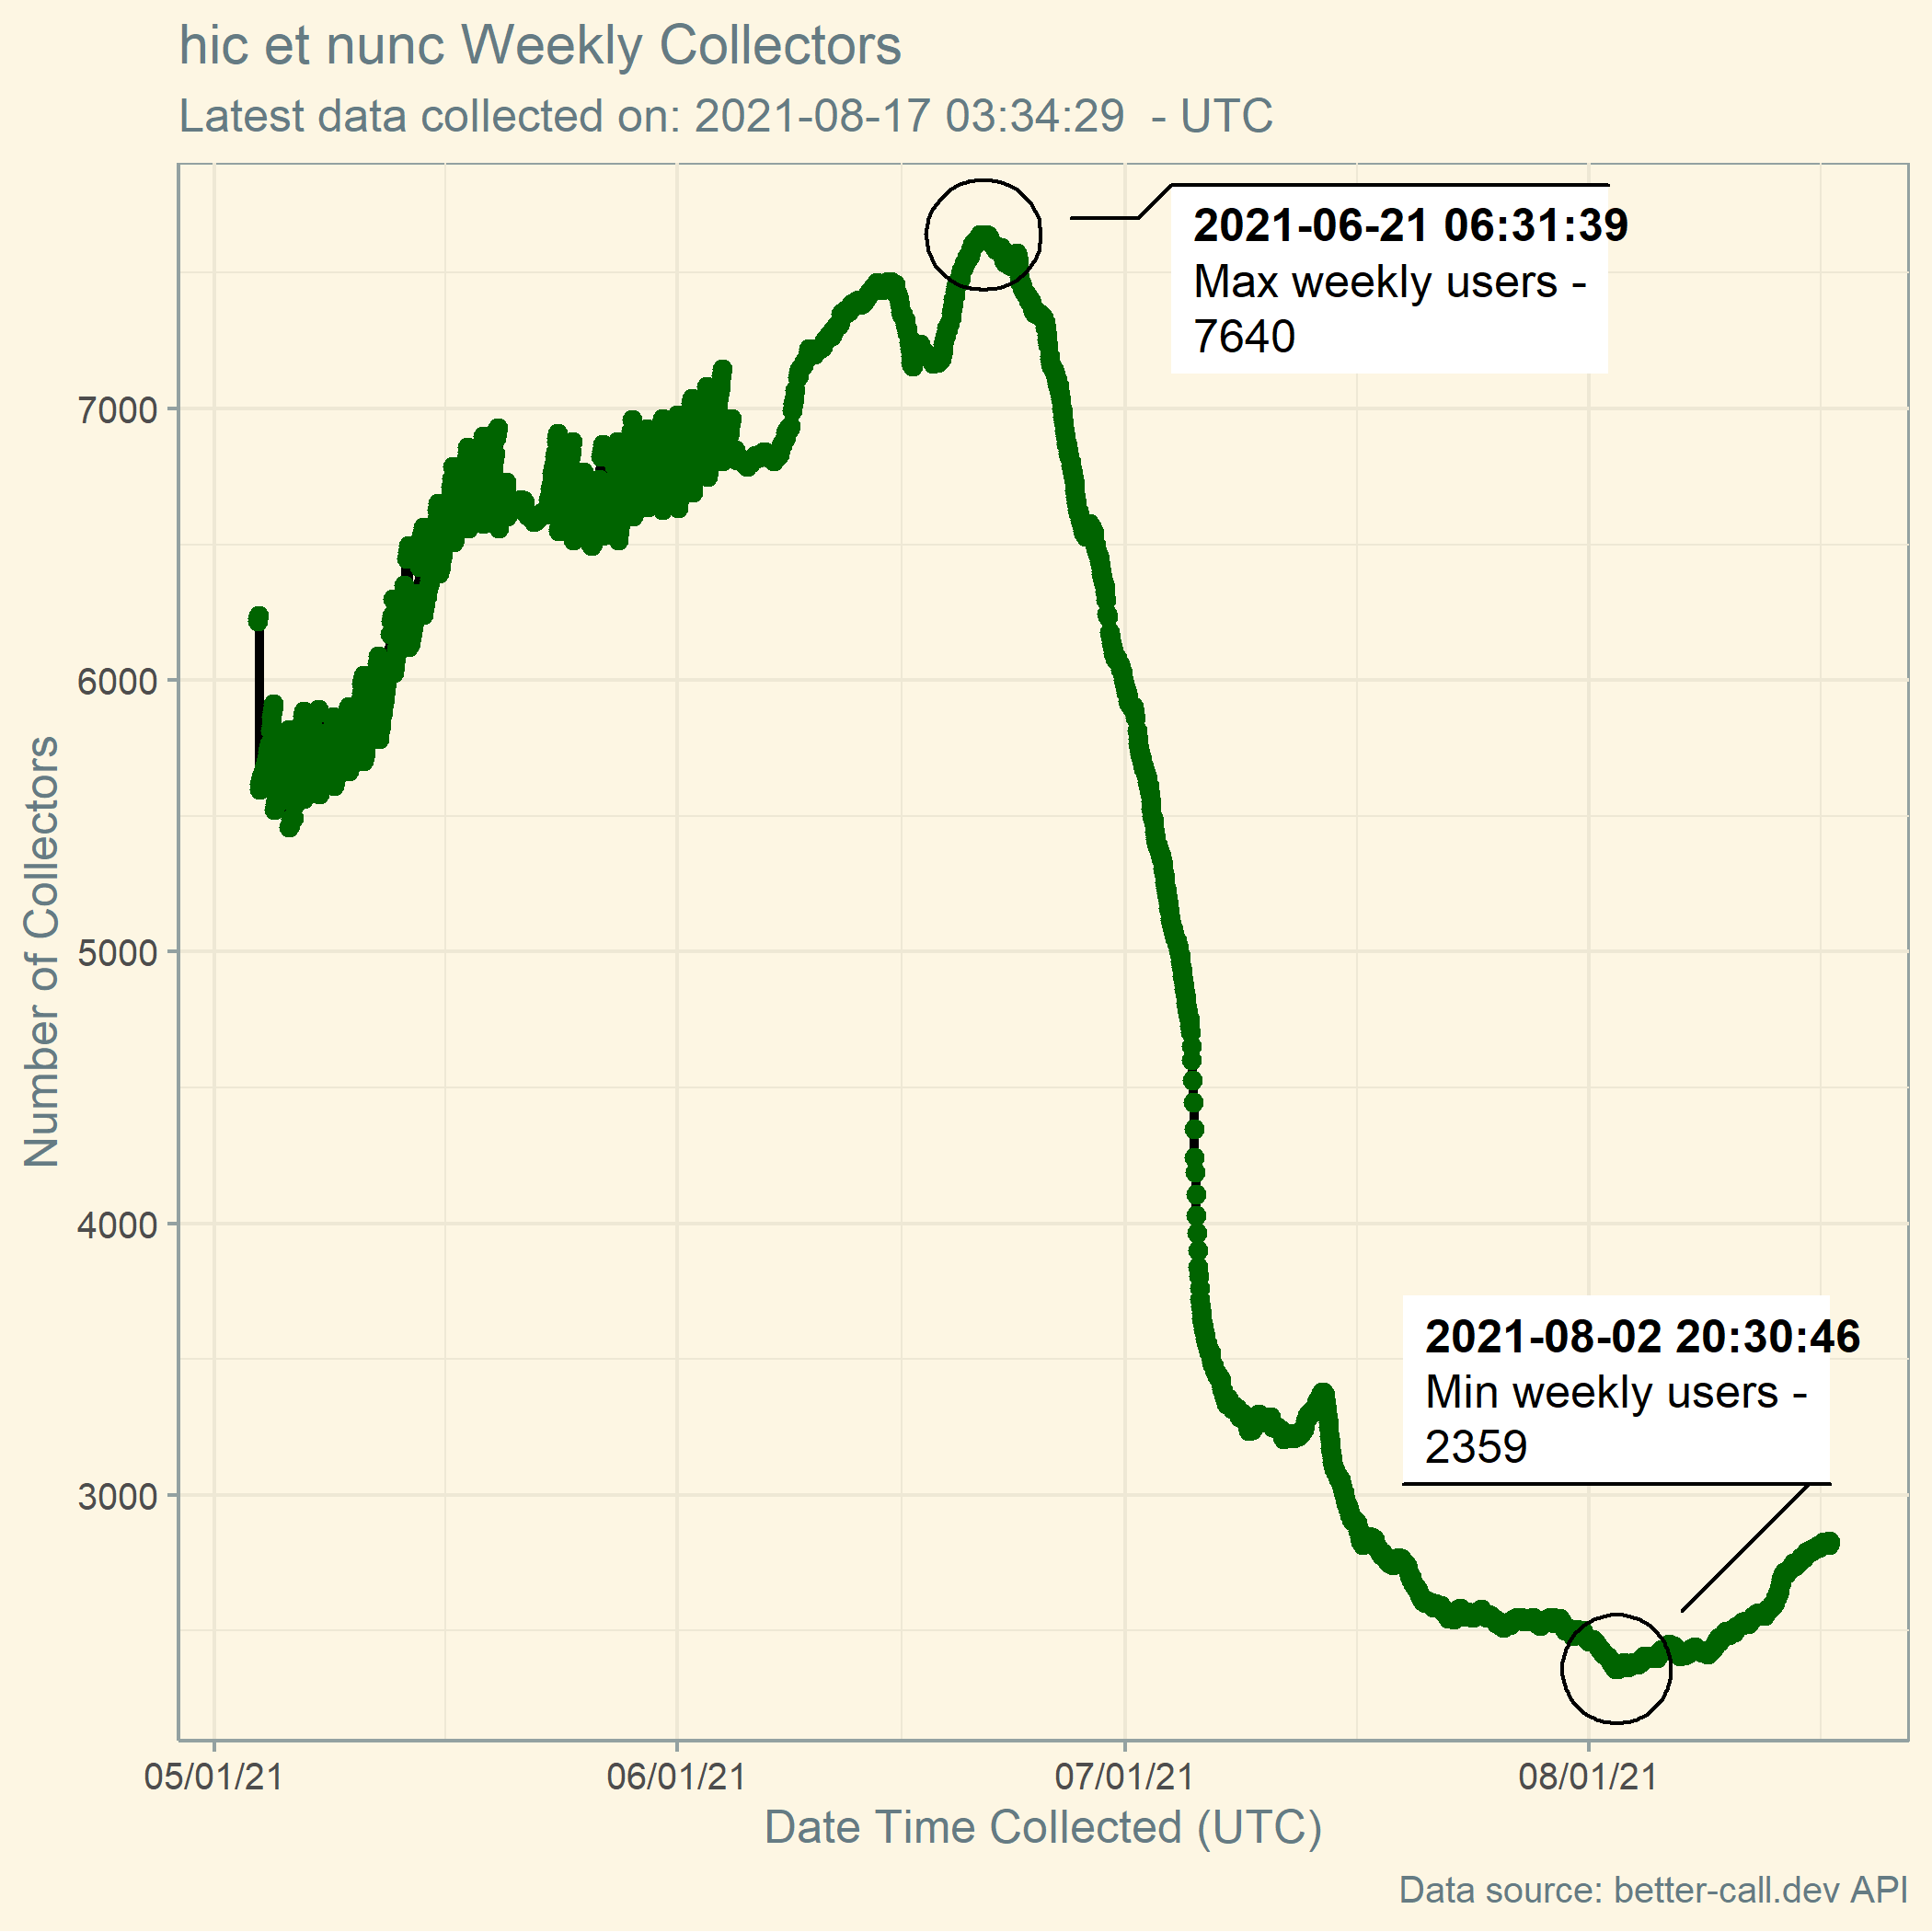 hic et nunc Weekly Collectors
Latest data collected on: 2021-08-17 03:34:29  - UTC
2021-06-21 06:31:39
Max weekly users -
7640
7000
6000
5000
4000
3000
Number of Collectors
2021-08-02 20:30:46
Min weekly users -
2359
05/01/21
06/01/21
07/01/21
08/01/21
Date Time Collected (UTC)
Data source: better-call.dev API